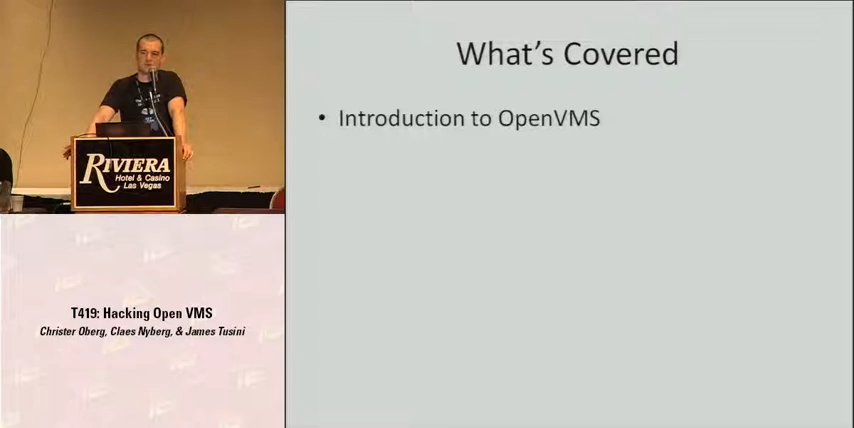 What's Covered
• Introduction to OpenVMS
RIVIERA
Hotel & Casino
Las Vegas
T419: Hacking Open VMS
Christer Oberg, Claes Nyberg, & James Tusini